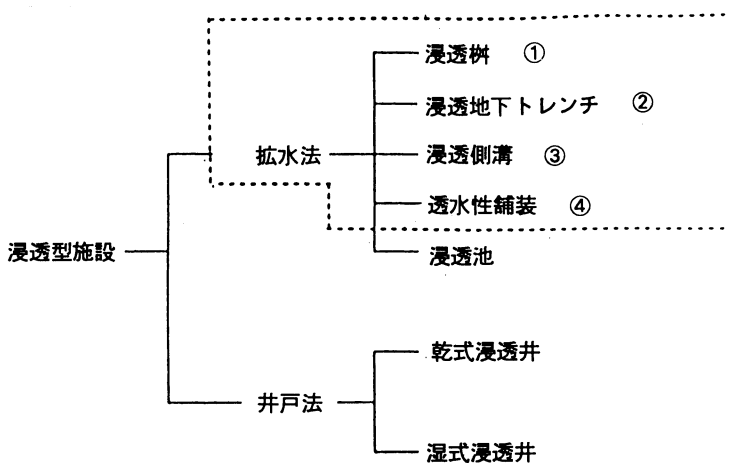 浸透桝 ①
浸透地下トレンチ ②
拡水法
浸透側溝 ③
透水性舗装 ④
浸透型施設
浸透池
乾式浸透井
井戸法
湿式浸透井